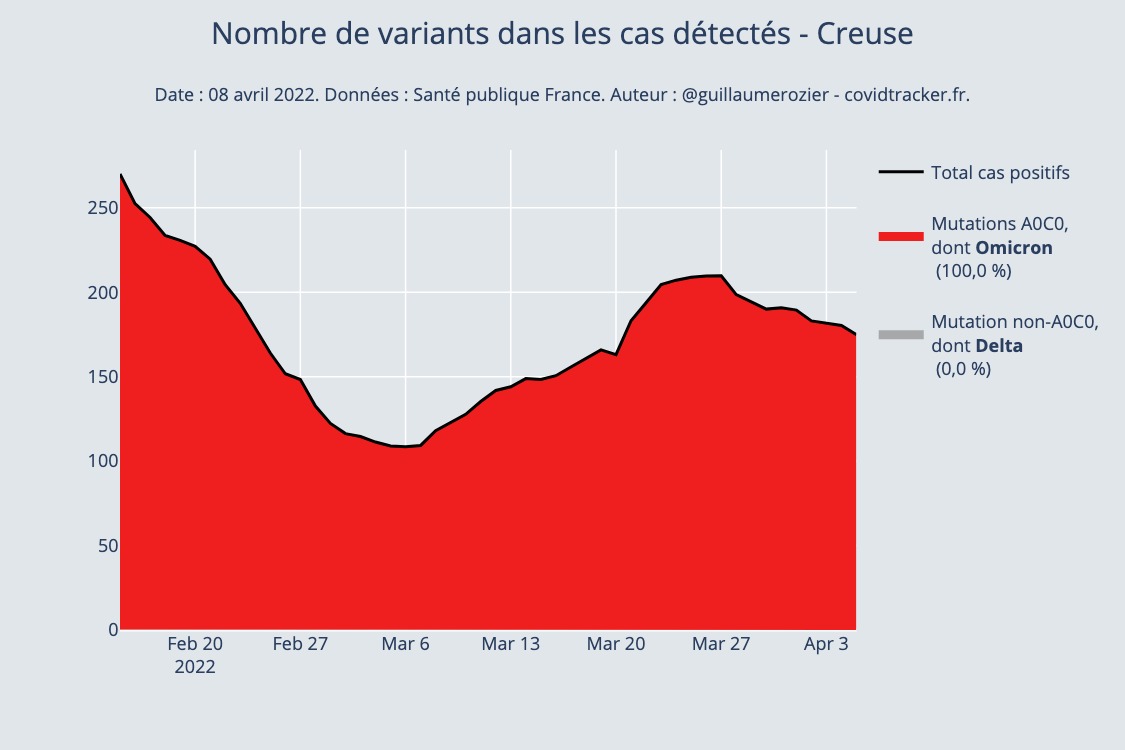 Nombre de variants dans les cas détectés - Creuse
Date : 08 avril 2022. Données : Santé publique France. Auteur : @guillaumerozier - covidtracker.fr.
Total cas positifs
Mutations A0C0,
dont Omicron
(100,0 %)
Mutation non-A0C0,
dont Delta
(0,0 %)
250
200
150
100
50
0
Feb 20 Feb 27 Mar 6 Mar 13 Mar 20 Mar 27 Apr 3
2022